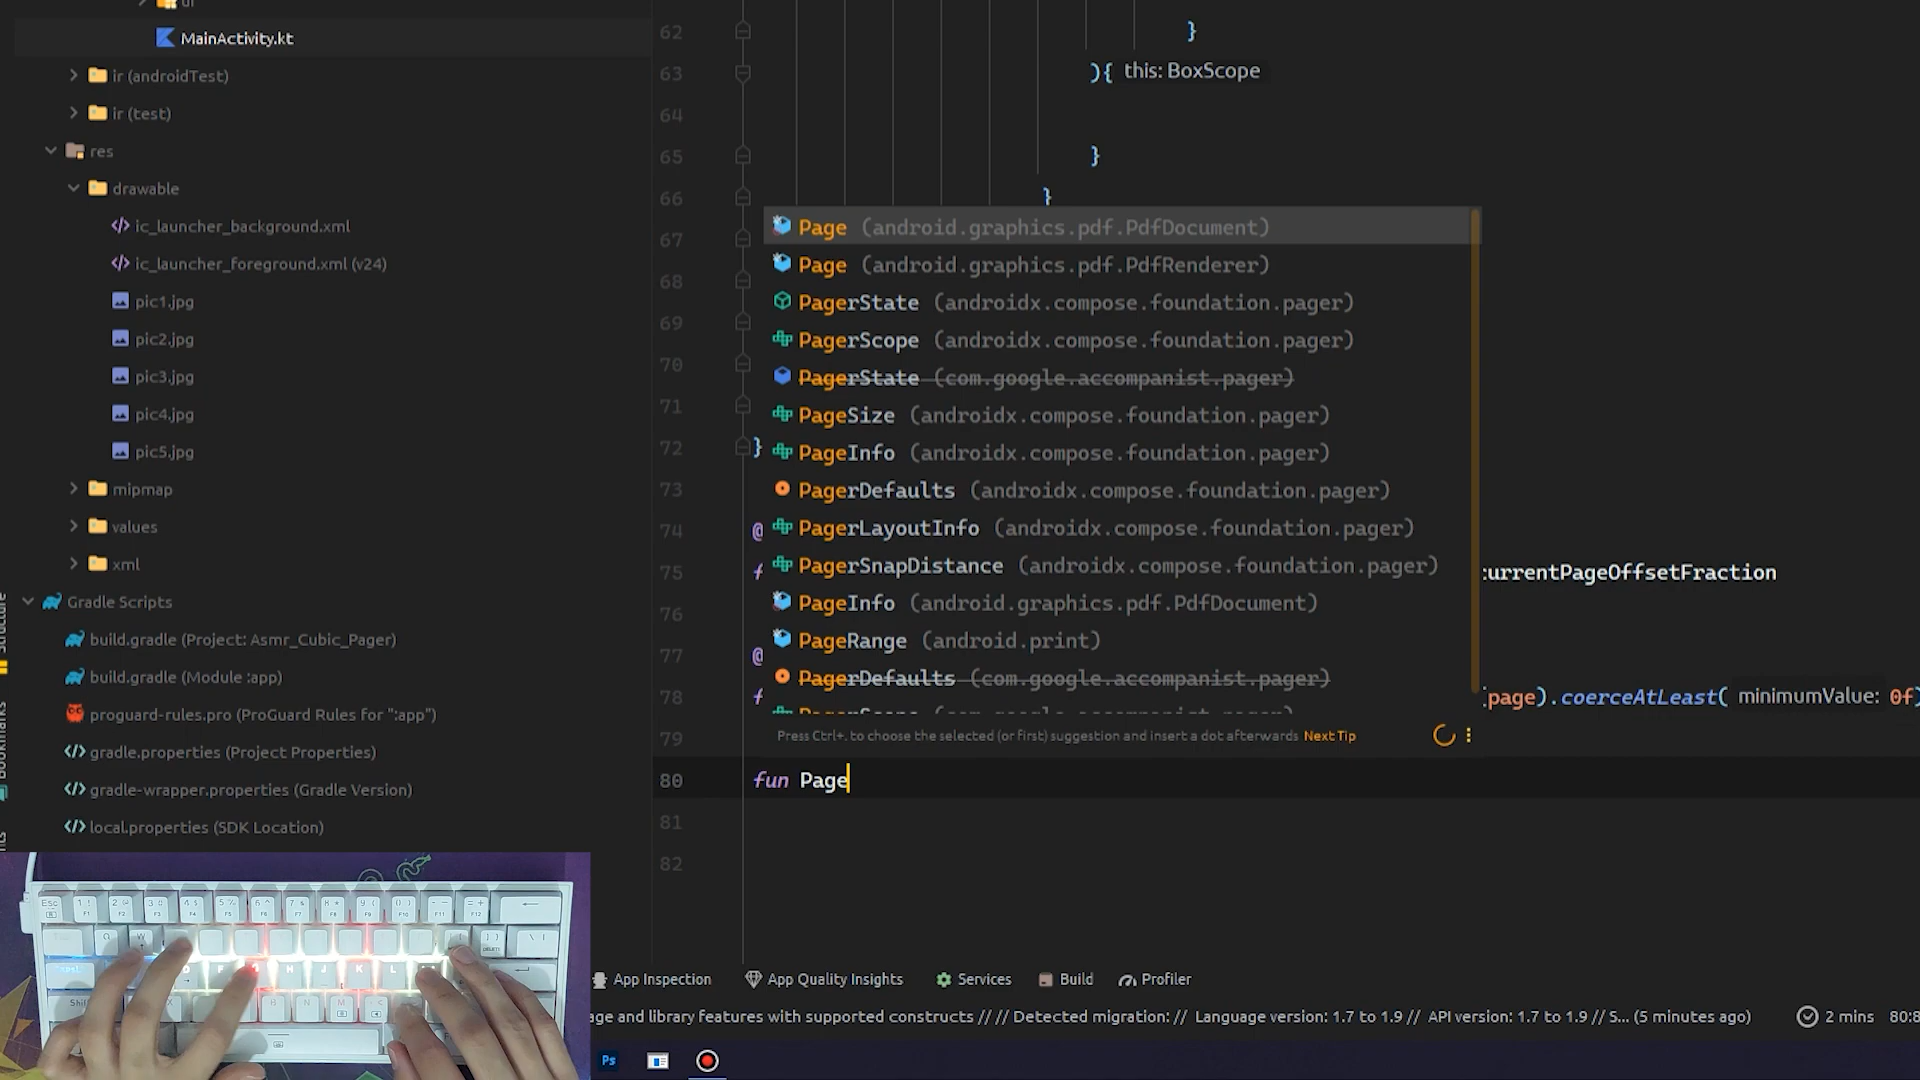 MainActivity.kt
ir (androidTest)
ir (test)
res
drawable
ic_launcher_background.xml
ic_launcher_foreground.xml (v24)
pic1.jpg
pic2.jpg
pic3.jpg
pic4.jpg
pic5.jpg
mipmap
values
xml
Gradle Scripts
build.gradle (Project: Asmr_Cubic_Pager)
build.gradle (Module :app)
proguard-rules.pro (ProGuard Rules for ":app")
gradle.properties (Project Properties)
gradle-wrapper.properties (Gradle Version)
local.properties (SDK Location)
Structure
62 }
63 ){ this: BoxScope
64
65 }
66 }
67
68
69
70
71
72 }
73
74 @
75 f currentPageOffsetFraction
76
77 @
78 f page).coerceAtLeast( minimumValue: 0f)
79
80 fun Page
81
82
Page (android.graphics.pdf.PdfDocument)
Page (android.graphics.pdf.PdfRenderer)
PagerState (androidx.compose.foundation.pager)
PagerScope (androidx.compose.foundation.pager)
PagerState (com.google.accompanist.pager)
PageSize (androidx.compose.foundation.pager)
PageInfo (androidx.compose.foundation.pager)
PagerDefaults (androidx.compose.foundation.pager)
PagerLayoutInfo (androidx.compose.foundation.pager)
PagerSnapDistance (androidx.compose.foundation.pager)
PageInfo (android.graphics.pdf.PdfDocument)
PageRange (android.print)
PagerDefaults (com.google.accompanist.pager)
PagerScope (com.google.accompanist.pager)
Press Ctrl+. to choose the selected (or first) suggestion and insert a dot afterwards Next Tip
App Inspection App Quality Insights Services Build Profiler
age and library features with supported constructs // // Detected migration: // Language version: 1.7 to 1.9 // API version: 1.7 to 1.9 // S... (5 minutes ago) 2 mins 80:8
Ps